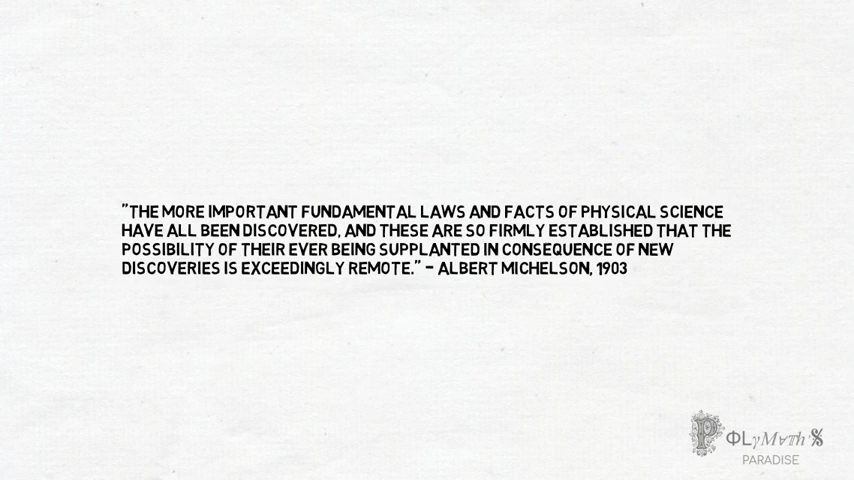 "THE MORE IMPORTANT FUNDAMENTAL LAWS AND FACTS OF PHYSICAL SCIENCE
HAVE ALL BEEN DISCOVERED, AND THESE ARE SO FIRMLY ESTABLISHED THAT THE
POSSIBILITY OF THEIR EVER BEING SUPPLANTED IN CONSEQUENCE OF NEW
DISCOVERIES IS EXCEEDINGLY REMOTE." - ALBERT MICHELSON, 1903
PARADISE